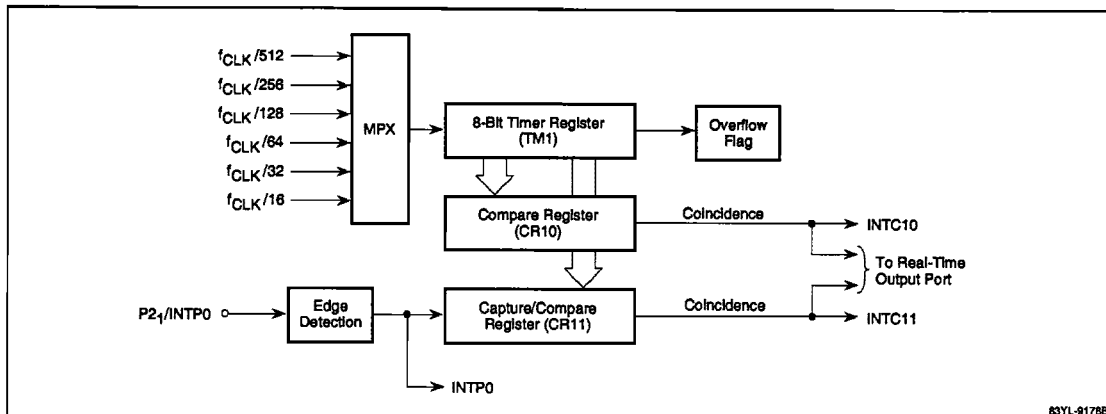 fCLK/512
fCLK/256
fCLK/128
fCLK/64
fCLK/32
fCLK/16
MPX
8-Bit Timer Register
(TM1)
Overflow
Flag
Compare Register
(CR10)
Coincidence
INTC10
To Real-Time
Output Port
P21/INTP0
Edge
Detection
Capture/Compare
Register (CR11)
Coincidence
INTC11
INTP0
83YL-9178B